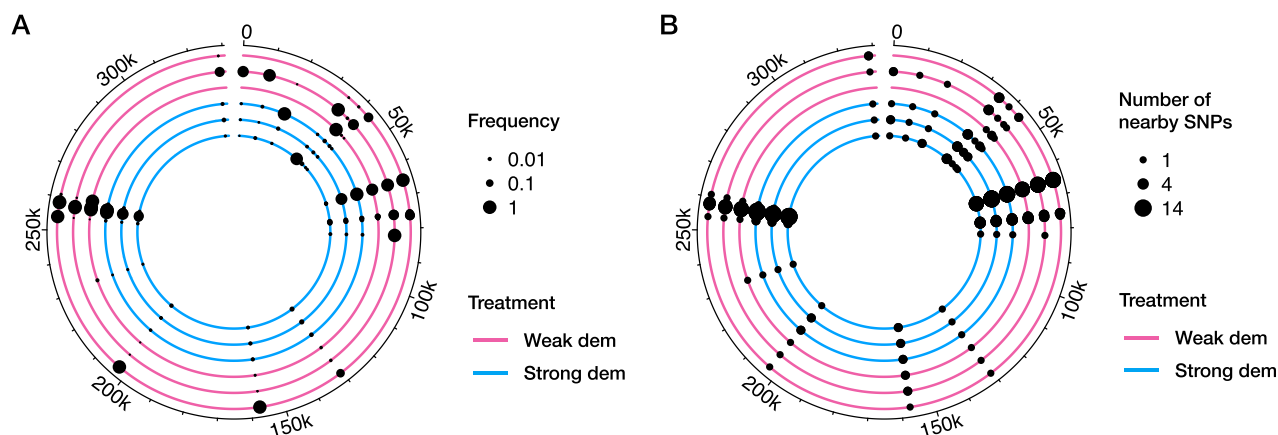 A
0
50k
100k
150k
200k
250k
300k
Frequency
0.01
0.1
1
Treatment
Weak dem
Strong dem
B
0
50k
100k
150k
200k
250k
300k
Number of
nearby SNPs
1
4
14
Treatment
Weak dem
Strong dem